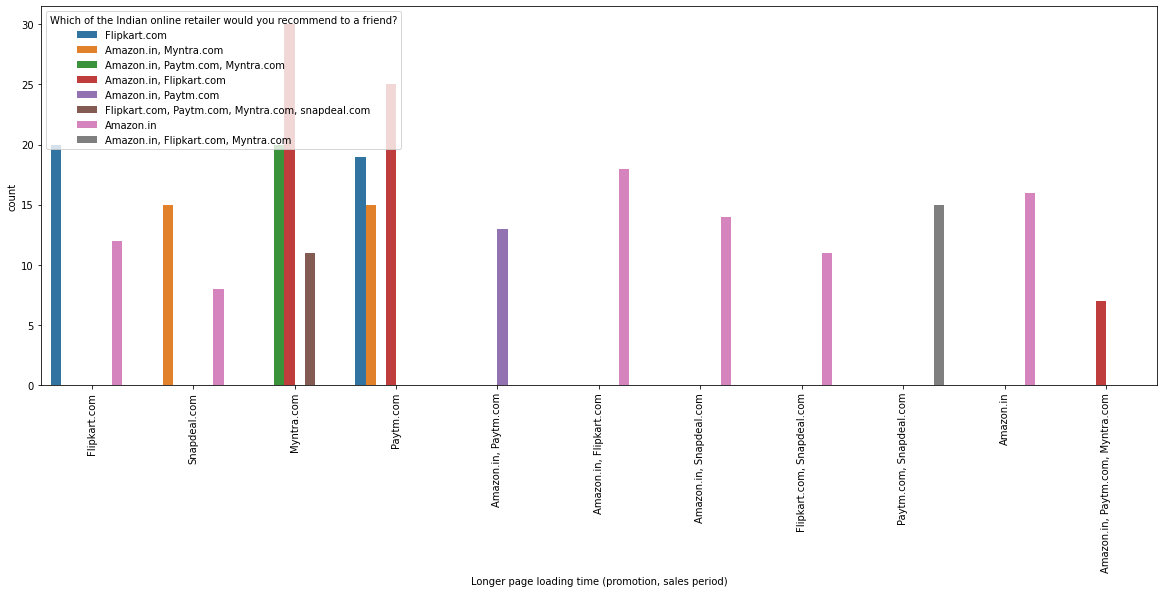 Which of the Indian online retailer would you recommend to a friend?
Flipkart.com
Amazon.in, Myntra.com
Amazon.in, Paytm.com, Myntra.com
Amazon.in, Flipkart.com
Amazon.in, Paytm.com
Flipkart.com, Paytm.com, Myntra.com, snapdeal.com
Amazon.in
Amazon.in, Flipkart.com, Myntra.com
30
25
20
15
10
5
0
count
Flipkart.com
Snapdeal.com
Myntra.com
Paytm.com
Amazon.in, Paytm.com
Amazon.in, Flipkart.com
Amazon.in, Snapdeal.com
Flipkart.com, Snapdeal.com
Paytm.com, Snapdeal.com
Amazon.in
Amazon.in, Paytm.com, Myntra.com
Longer page loading time (promotion, sales period)